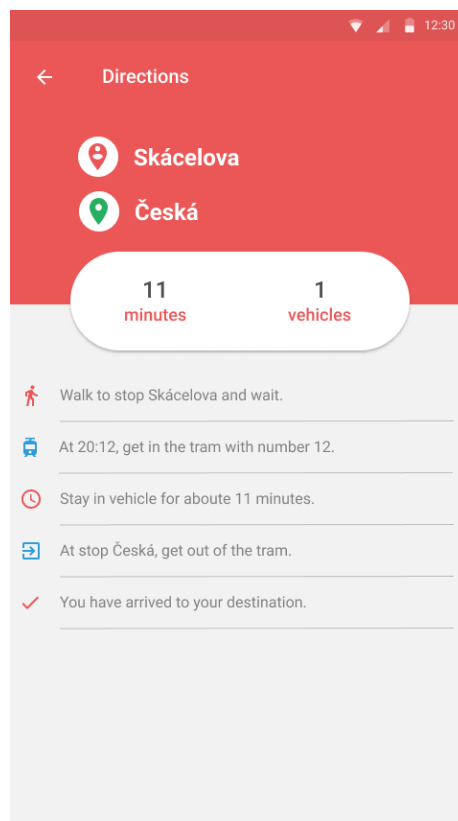 12:30
Directions
Skácelova
Česká
11 1
minutes vehicles
Walk to stop Skácelova and wait.
At 20:12, get in the tram with number 12.
Stay in vehicle for aboute 11 minutes.
At stop Česká, get out of the tram.
You have arrived to your destination.